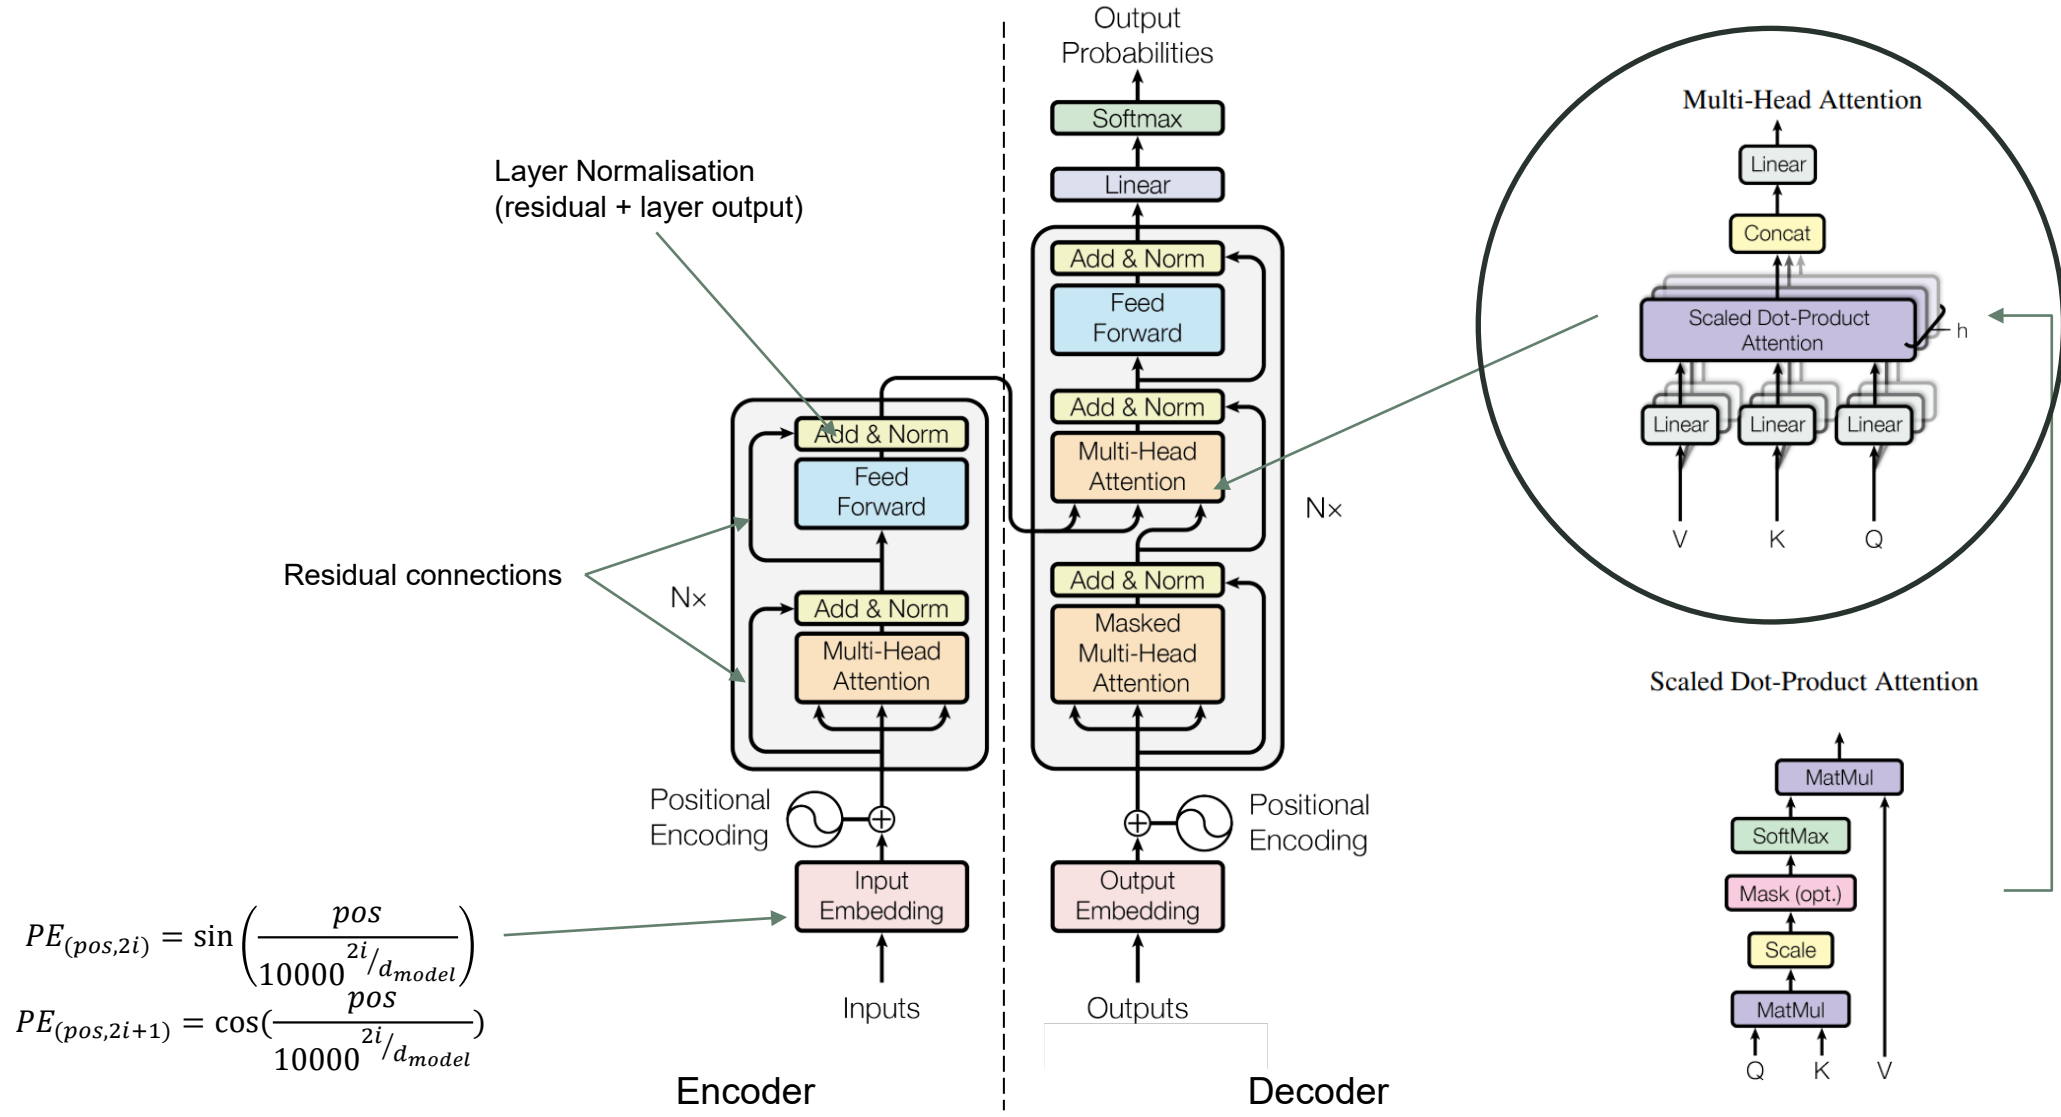 Output
Probabilities
Softmax
Linear
Add & Norm
Feed
Forward
Add & Norm
Multi-Head
Attention
Add & Norm
Masked
Multi-Head
Attention
N×
Positional
Encoding
Output
Embedding
Outputs
Decoder
Layer Normalisation
(residual + layer output)
Add & Norm
Feed
Forward
Residual connections
N×
Add & Norm
Multi-Head
Attention
Positional
Encoding
Input
Embedding
Inputs
Encoder
PE(pos,2i) = sin(pos / 10000^2i/dmodel)
PE(pos,2i+1) = cos(pos / 10000^2i/dmodel)
Multi-Head Attention
Linear
Concat
Scaled Dot-Product
Attention
h
Linear Linear Linear
V K Q
Scaled Dot-Product Attention
MatMul
SoftMax
Mask (opt.)
Scale
MatMul
Q K V